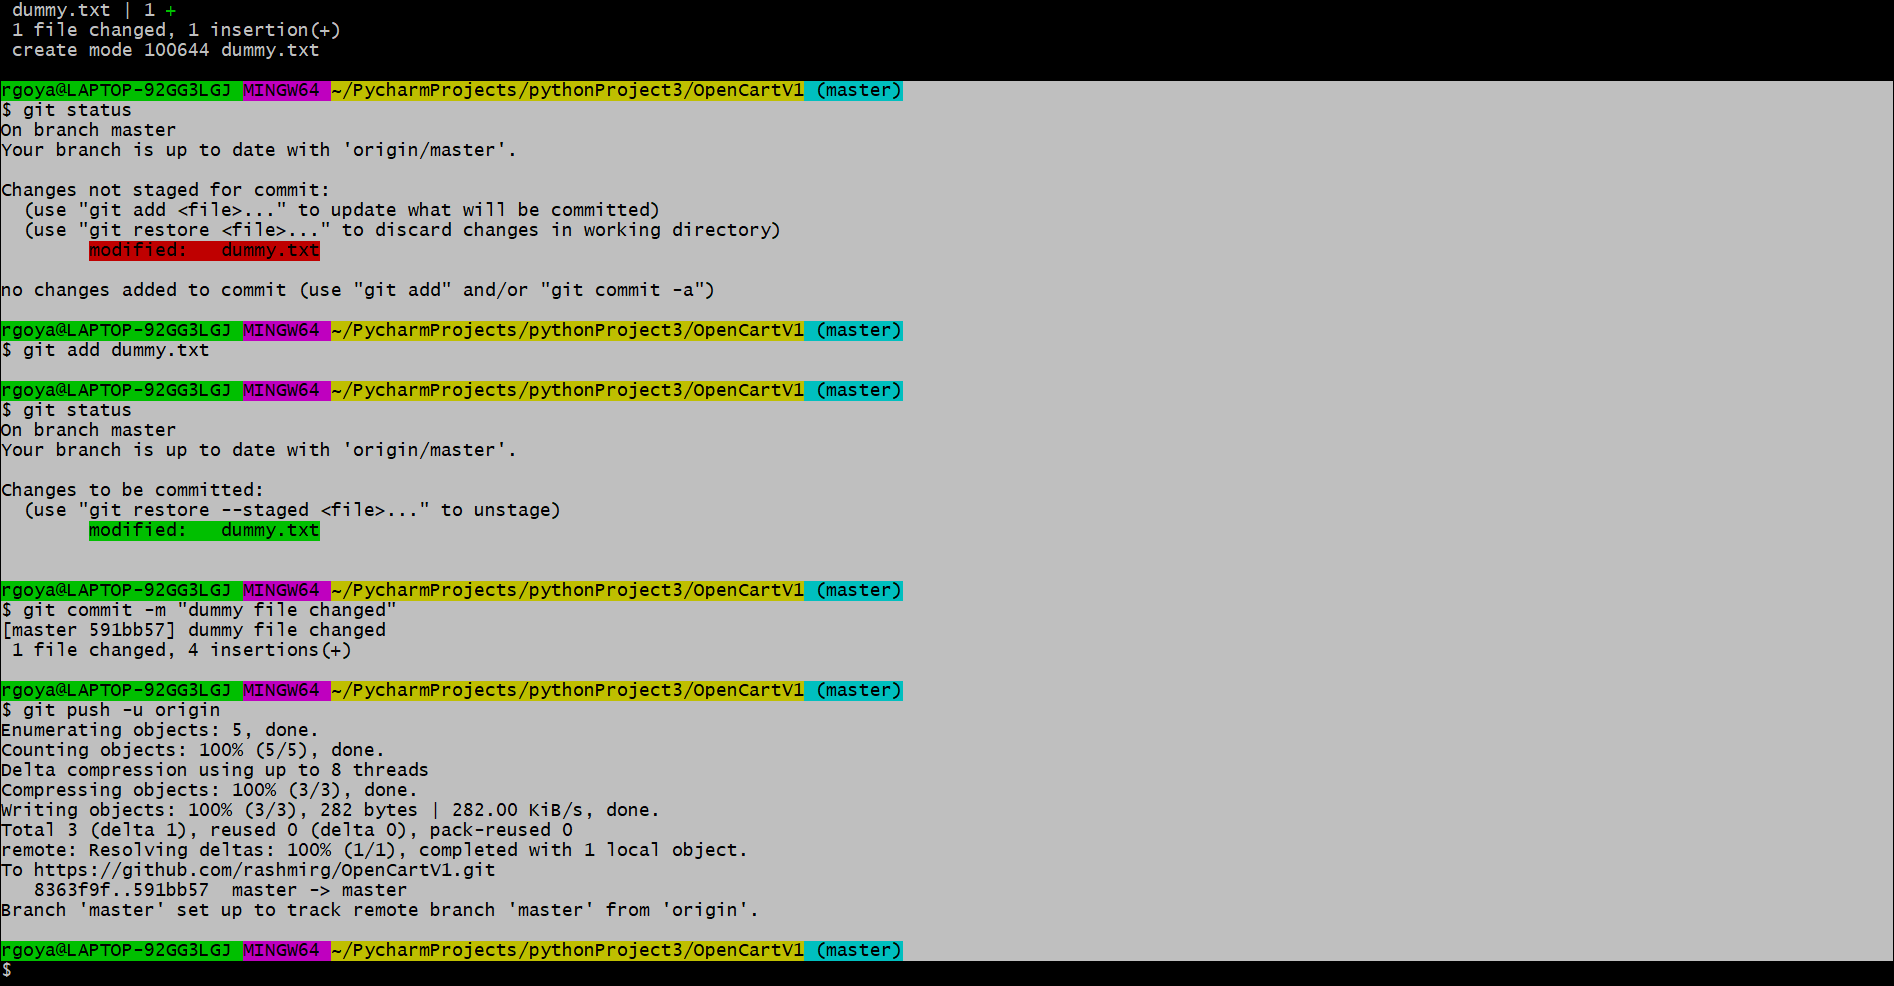 dummy.txt | 1 +
1 file changed, 1 insertion(+)
create mode 100644 dummy.txt
rgoya@LAPTOP-92GG3LGJ MINGW64 ~/PycharmProjects/pythonProject3/OpenCartV1 (master)
$ git status
On branch master
Your branch is up to date with 'origin/master'.
Changes not staged for commit:
(use "git add <file>..." to update what will be committed)
(use "git restore <file>..." to discard changes in working directory)
modified:   dummy.txt
no changes added to commit (use "git add" and/or "git commit -a")
rgoya@LAPTOP-92GG3LGJ MINGW64 ~/PycharmProjects/pythonProject3/OpenCartV1 (master)
$ git add dummy.txt
rgoya@LAPTOP-92GG3LGJ MINGW64 ~/PycharmProjects/pythonProject3/OpenCartV1 (master)
$ git status
On branch master
Your branch is up to date with 'origin/master'.
Changes to be committed:
(use "git restore --staged <file>..." to unstage)
modified:   dummy.txt
rgoya@LAPTOP-92GG3LGJ MINGW64 ~/PycharmProjects/pythonProject3/OpenCartV1 (master)
$ git commit -m "dummy file changed"
[master 591bb57] dummy file changed
1 file changed, 4 insertions(+)
rgoya@LAPTOP-92GG3LGJ MINGW64 ~/PycharmProjects/pythonProject3/OpenCartV1 (master)
$ git push -u origin
Enumerating objects: 5, done.
Counting objects: 100% (5/5), done.
Delta compression using up to 8 threads
Compressing objects: 100% (3/3), done.
Writing objects: 100% (3/3), 282 bytes | 282.00 KiB/s, done.
Total 3 (delta 1), reused 0 (delta 0), pack-reused 0
remote: Resolving deltas: 100% (1/1), completed with 1 local object.
To https://github.com/rashmirg/OpenCartV1.git
8363f9f..591bb57  master -> master
Branch 'master' set up to track remote branch 'master' from 'origin'.
rgoya@LAPTOP-92GG3LGJ MINGW64 ~/PycharmProjects/pythonProject3/OpenCartV1 (master)
$